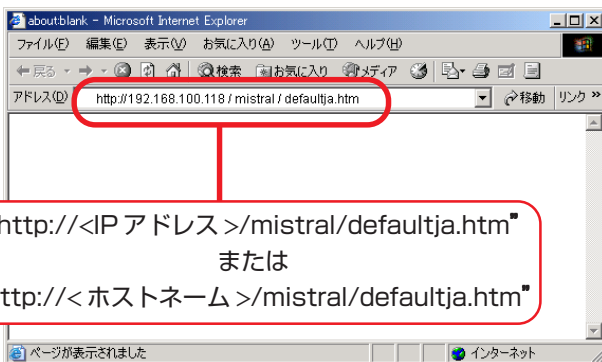 about:blank - Microsoft Internet Explorer
ファイル(F) 編集(E) 表示(V) お気に入り(A) ツール(T) ヘルプ(H)
戻る 検索 お気に入り メディア
アドレス(D) http://192.168.100.118 / mistral / defaultja.htm 移動 リンク »
http://<IP アドレス >/mistral/defaultja.htm"
または
ttp://< ホストネーム >/mistral/defaultja.htm"
ページが表示されました インターネット